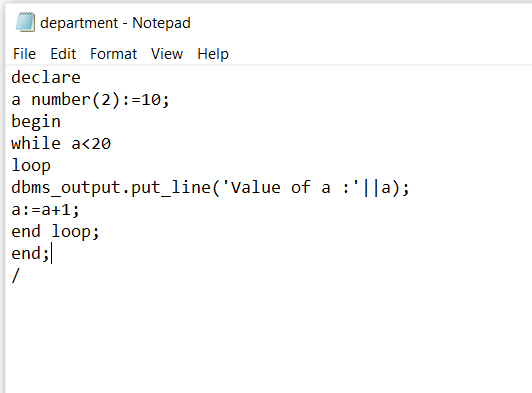 department - Notepad
File Edit Format View Help
declare
a number(2):=10;
begin
while a<20
loop
dbms_output.put_line('Value of a :'||a);
a:=a+1;
end loop;
end;
/